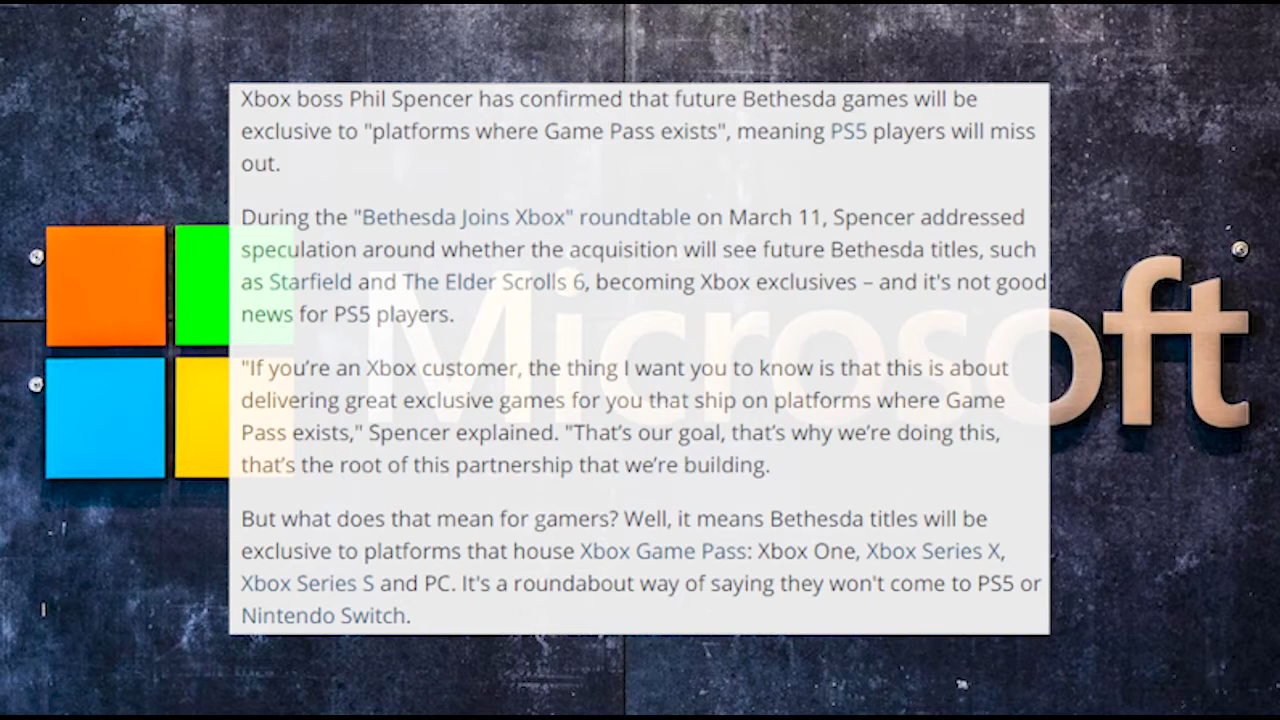 Xbox boss Phil Spencer has confirmed that future Bethesda games will be
exclusive to "platforms where Game Pass exists", meaning PS5 players will miss
out.
During the "Bethesda Joins Xbox" roundtable on March 11, Spencer addressed
speculation around whether the acquisition will see future Bethesda titles, such
as Starfield and The Elder Scrolls 6, becoming Xbox exclusives – and it's not good
news for PS5 players.
"If you’re an Xbox customer, the thing I want you to know is that this is about
delivering great exclusive games for you that ship on platforms where Game
Pass exists," Spencer explained. "That’s our goal, that’s why we’re doing this,
that’s the root of this partnership that we’re building.
But what does that mean for gamers? Well, it means Bethesda titles will be
exclusive to platforms that house Xbox Game Pass: Xbox One, Xbox Series X,
Xbox Series S and PC. It's a roundabout way of saying they won't come to PS5 or
Nintendo Switch.
Microsoft